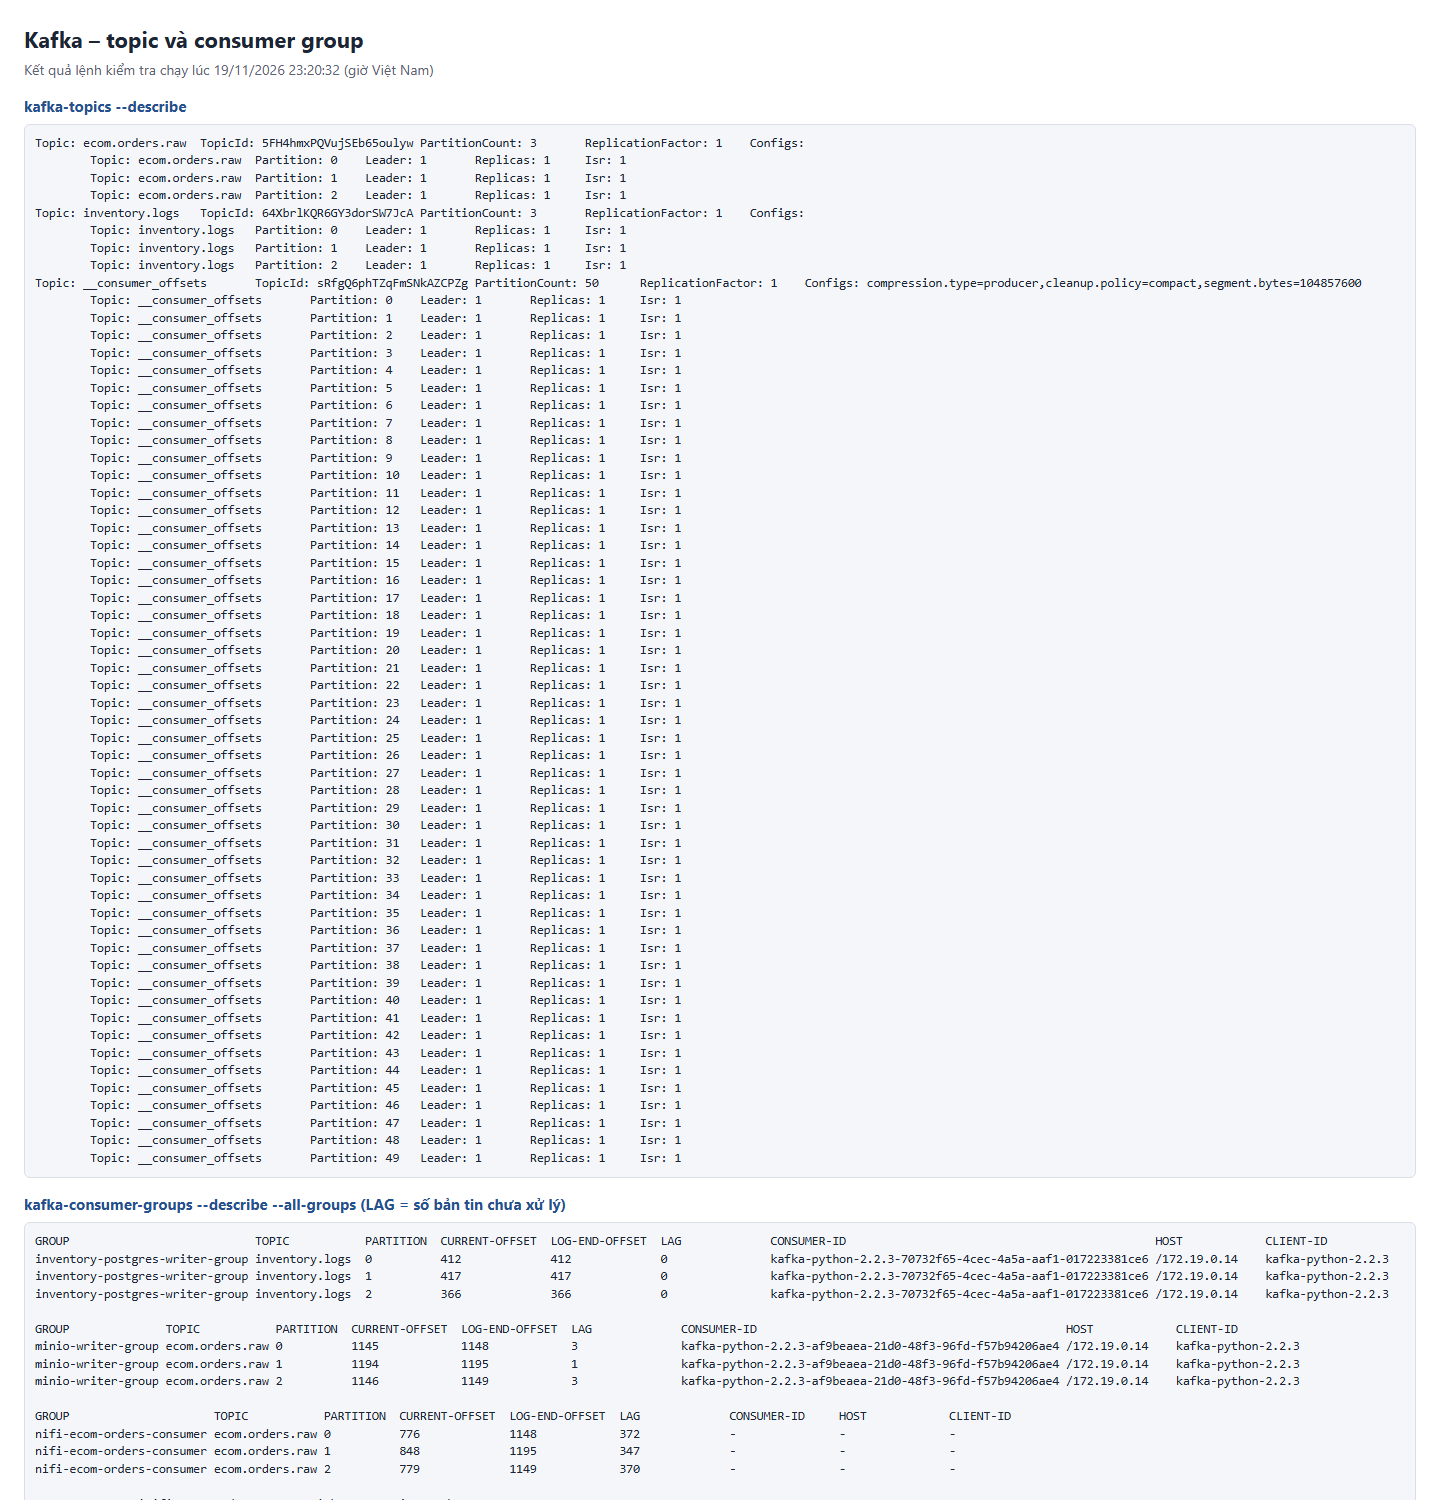 Kafka – topic và consumer group
Kết quả lệnh kiểm tra chạy lúc 19/11/2026 23:20:32 (giờ Việt Nam)
kafka-topics --describe
Topic: ecom.orders.raw TopicId: 5FH4hmxPQVujSEb65oulyw PartitionCount: 3 ReplicationFactor: 1 Configs:
Topic: ecom.orders.raw Partition: 0 Leader: 1 Replicas: 1 Isr: 1
Topic: ecom.orders.raw Partition: 1 Leader: 1 Replicas: 1 Isr: 1
Topic: ecom.orders.raw Partition: 2 Leader: 1 Replicas: 1 Isr: 1
Topic: inventory.logs TopicId: 64XbrlKQR6GY3dorSW7JcA PartitionCount: 3 ReplicationFactor: 1 Configs:
Topic: inventory.logs Partition: 0 Leader: 1 Replicas: 1 Isr: 1
Topic: inventory.logs Partition: 1 Leader: 1 Replicas: 1 Isr: 1
Topic: inventory.logs Partition: 2 Leader: 1 Replicas: 1 Isr: 1
Topic: __consumer_offsets TopicId: sRfgQ6phTZqFmSNkAZCPZg PartitionCount: 50 ReplicationFactor: 1 Configs: compression.type=producer,cleanup.policy=compact,segment.bytes=104857600
Topic: __consumer_offsets Partition: 0 Leader: 1 Replicas: 1 Isr: 1
Topic: __consumer_offsets Partition: 1 Leader: 1 Replicas: 1 Isr: 1
Topic: __consumer_offsets Partition: 2 Leader: 1 Replicas: 1 Isr: 1
Topic: __consumer_offsets Partition: 3 Leader: 1 Replicas: 1 Isr: 1
Topic: __consumer_offsets Partition: 4 Leader: 1 Replicas: 1 Isr: 1
Topic: __consumer_offsets Partition: 5 Leader: 1 Replicas: 1 Isr: 1
Topic: __consumer_offsets Partition: 6 Leader: 1 Replicas: 1 Isr: 1
Topic: __consumer_offsets Partition: 7 Leader: 1 Replicas: 1 Isr: 1
Topic: __consumer_offsets Partition: 8 Leader: 1 Replicas: 1 Isr: 1
Topic: __consumer_offsets Partition: 9 Leader: 1 Replicas: 1 Isr: 1
Topic: __consumer_offsets Partition: 10 Leader: 1 Replicas: 1 Isr: 1
Topic: __consumer_offsets Partition: 11 Leader: 1 Replicas: 1 Isr: 1
Topic: __consumer_offsets Partition: 12 Leader: 1 Replicas: 1 Isr: 1
Topic: __consumer_offsets Partition: 13 Leader: 1 Replicas: 1 Isr: 1
Topic: __consumer_offsets Partition: 14 Leader: 1 Replicas: 1 Isr: 1
Topic: __consumer_offsets Partition: 15 Leader: 1 Replicas: 1 Isr: 1
Topic: __consumer_offsets Partition: 16 Leader: 1 Replicas: 1 Isr: 1
Topic: __consumer_offsets Partition: 17 Leader: 1 Replicas: 1 Isr: 1
Topic: __consumer_offsets Partition: 18 Leader: 1 Replicas: 1 Isr: 1
Topic: __consumer_offsets Partition: 19 Leader: 1 Replicas: 1 Isr: 1
Topic: __consumer_offsets Partition: 20 Leader: 1 Replicas: 1 Isr: 1
Topic: __consumer_offsets Partition: 21 Leader: 1 Replicas: 1 Isr: 1
Topic: __consumer_offsets Partition: 22 Leader: 1 Replicas: 1 Isr: 1
Topic: __consumer_offsets Partition: 23 Leader: 1 Replicas: 1 Isr: 1
Topic: __consumer_offsets Partition: 24 Leader: 1 Replicas: 1 Isr: 1
Topic: __consumer_offsets Partition: 25 Leader: 1 Replicas: 1 Isr: 1
Topic: __consumer_offsets Partition: 26 Leader: 1 Replicas: 1 Isr: 1
Topic: __consumer_offsets Partition: 27 Leader: 1 Replicas: 1 Isr: 1
Topic: __consumer_offsets Partition: 28 Leader: 1 Replicas: 1 Isr: 1
Topic: __consumer_offsets Partition: 29 Leader: 1 Replicas: 1 Isr: 1
Topic: __consumer_offsets Partition: 30 Leader: 1 Replicas: 1 Isr: 1
Topic: __consumer_offsets Partition: 31 Leader: 1 Replicas: 1 Isr: 1
Topic: __consumer_offsets Partition: 32 Leader: 1 Replicas: 1 Isr: 1
Topic: __consumer_offsets Partition: 33 Leader: 1 Replicas: 1 Isr: 1
Topic: __consumer_offsets Partition: 34 Leader: 1 Replicas: 1 Isr: 1
Topic: __consumer_offsets Partition: 35 Leader: 1 Replicas: 1 Isr: 1
Topic: __consumer_offsets Partition: 36 Leader: 1 Replicas: 1 Isr: 1
Topic: __consumer_offsets Partition: 37 Leader: 1 Replicas: 1 Isr: 1
Topic: __consumer_offsets Partition: 38 Leader: 1 Replicas: 1 Isr: 1
Topic: __consumer_offsets Partition: 39 Leader: 1 Replicas: 1 Isr: 1
Topic: __consumer_offsets Partition: 40 Leader: 1 Replicas: 1 Isr: 1
Topic: __consumer_offsets Partition: 41 Leader: 1 Replicas: 1 Isr: 1
Topic: __consumer_offsets Partition: 42 Leader: 1 Replicas: 1 Isr: 1
Topic: __consumer_offsets Partition: 43 Leader: 1 Replicas: 1 Isr: 1
Topic: __consumer_offsets Partition: 44 Leader: 1 Replicas: 1 Isr: 1
Topic: __consumer_offsets Partition: 45 Leader: 1 Replicas: 1 Isr: 1
Topic: __consumer_offsets Partition: 46 Leader: 1 Replicas: 1 Isr: 1
Topic: __consumer_offsets Partition: 47 Leader: 1 Replicas: 1 Isr: 1
Topic: __consumer_offsets Partition: 48 Leader: 1 Replicas: 1 Isr: 1
Topic: __consumer_offsets Partition: 49 Leader: 1 Replicas: 1 Isr: 1
kafka-consumer-groups --describe --all-groups (LAG = số bản tin chưa xử lý)
GROUP TOPIC PARTITION CURRENT-OFFSET LOG-END-OFFSET LAG CONSUMER-ID HOST CLIENT-ID
inventory-postgres-writer-group inventory.logs 0 412 412 0 kafka-python-2.2.3-70732f65-4cec-4a5a-aaf1-017223381ce6 /172.19.0.14 kafka-python-2.2.3
inventory-postgres-writer-group inventory.logs 1 417 417 0 kafka-python-2.2.3-70732f65-4cec-4a5a-aaf1-017223381ce6 /172.19.0.14 kafka-python-2.2.3
inventory-postgres-writer-group inventory.logs 2 366 366 0 kafka-python-2.2.3-70732f65-4cec-4a5a-aaf1-017223381ce6 /172.19.0.14 kafka-python-2.2.3
GROUP TOPIC PARTITION CURRENT-OFFSET LOG-END-OFFSET LAG CONSUMER-ID HOST CLIENT-ID
minio-writer-group ecom.orders.raw 0 1145 1148 3 kafka-python-2.2.3-af9beaea-21d0-48f3-96fd-f57b94206ae4 /172.19.0.14 kafka-python-2.2.3
minio-writer-group ecom.orders.raw 1 1194 1195 1 kafka-python-2.2.3-af9beaea-21d0-48f3-96fd-f57b94206ae4 /172.19.0.14 kafka-python-2.2.3
minio-writer-group ecom.orders.raw 2 1146 1149 3 kafka-python-2.2.3-af9beaea-21d0-48f3-96fd-f57b94206ae4 /172.19.0.14 kafka-python-2.2.3
GROUP TOPIC PARTITION CURRENT-OFFSET LOG-END-OFFSET LAG CONSUMER-ID HOST CLIENT-ID
nifi-ecom-orders-consumer ecom.orders.raw 0 776 1148 372 - - -
nifi-ecom-orders-consumer ecom.orders.raw 1 848 1195 347 - - -
nifi-ecom-orders-consumer ecom.orders.raw 2 779 1149 370 - - -